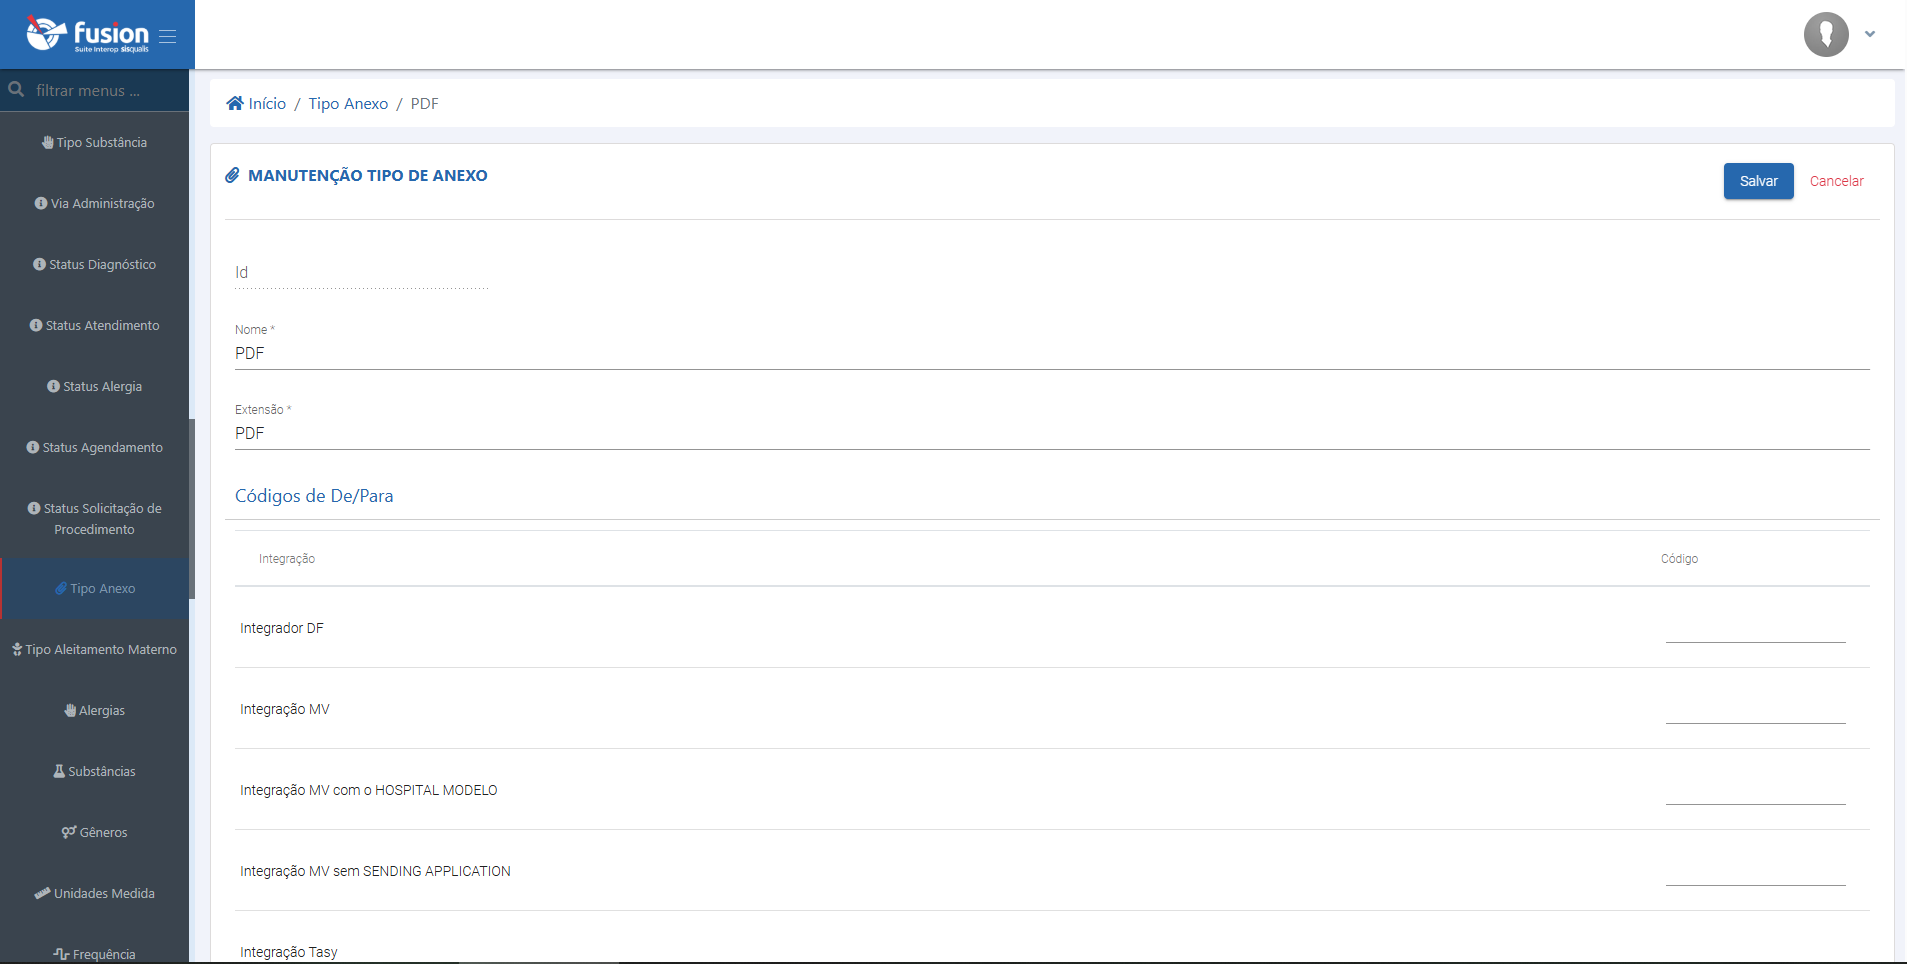 fusion
Suite Interop sisqualis
filtrar menus ...
Tipo Substância
Via Administração
Status Diagnóstico
Status Atendimento
Status Alergia
Status Agendamento
Status Solicitação de
Procedimento
Tipo Anexo
Tipo Aleitamento Materno
Alergias
Substâncias
Gêneros
Unidades Medida
Frequência
Início / Tipo Anexo / PDF
MANUTENÇÃO TIPO DE ANEXO
Salvar Cancelar
Id
Nome *
PDF
Extensão *
PDF
Códigos de De/Para
Integração Código
Integrador DF
Integração MV
Integração MV com o HOSPITAL MODELO
Integração MV sem SENDING APPLICATION
Integração Tasy